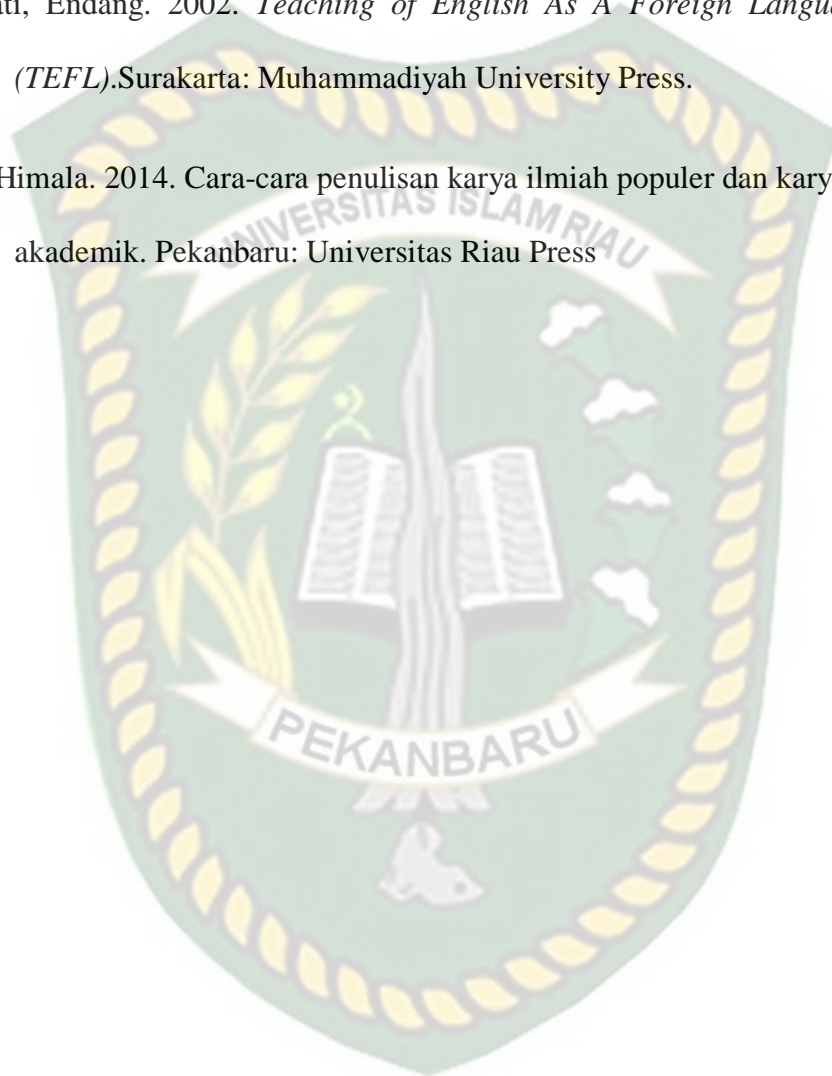 ati, Endang. 2002. Teaching of English As A Foreign Langu
(TEFL).Surakarta: Muhammadiyah University Press.
Himala. 2014. Cara-cara penulisan karya ilmiah populer dan kary
akademik. Pekanbaru: Universitas Riau Press
UNIVERSITAS ISLAM RIAU
PEKANBARU